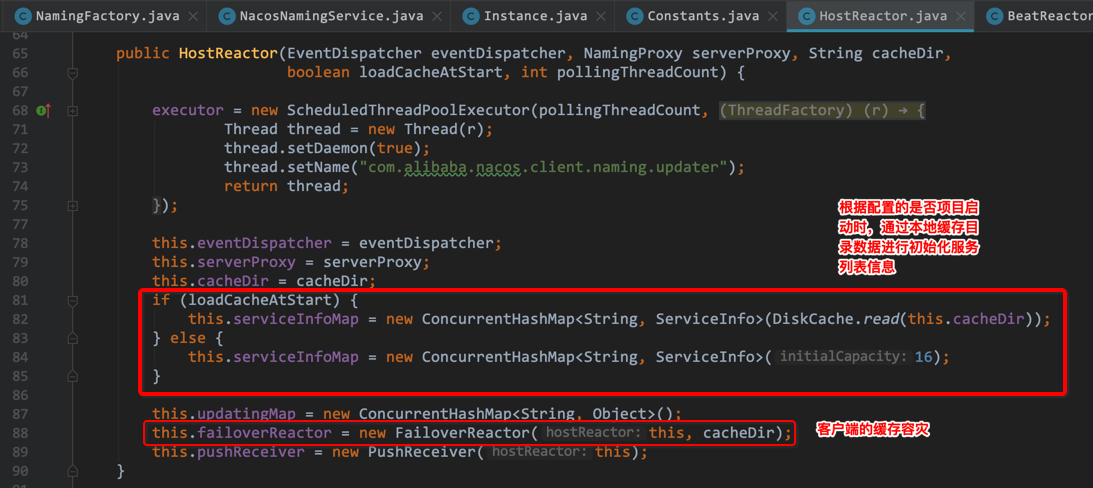 NamingFactory.java × NacosNamingService.java × Instance.java × Constants.java × HostReactor.java × BeatReactor
64
65 public HostReactor(EventDispatcher eventDispatcher, NamingProxy serverProxy, String cacheDir,
66 boolean loadCacheAtStart, int pollingThreadCount) {
67
68 executor = new ScheduledThreadPoolExecutor(pollingThreadCount, (ThreadFactory) (r) → {
71 Thread thread = new Thread(r);
72 thread.setDaemon(true);
73 thread.setName("com.alibaba.nacos.client.naming.updater");
74 return thread;
75 });
77
78 this.eventDispatcher = eventDispatcher;
79 this.serverProxy = serverProxy;
80 this.cacheDir = cacheDir;
81 if (loadCacheAtStart) {
82 this.serviceInfoMap = new ConcurrentHashMap<String, ServiceInfo>(DiskCache.read(this.cacheDir));
83 } else {
84 this.serviceInfoMap = new ConcurrentHashMap<String, ServiceInfo>( initialCapacity: 16);
85 }
86
87 this.updatingMap = new ConcurrentHashMap<String, Object>();
88 this.failoverReactor = new FailoverReactor( hostReactor: this, cacheDir);
89 this.pushReceiver = new PushReceiver( hostReactor: this);
90 }
根据配置的是否项目启
动时，通过本地缓存目
录数据进行初始化服务
列表信息
客户端的缓存容灾